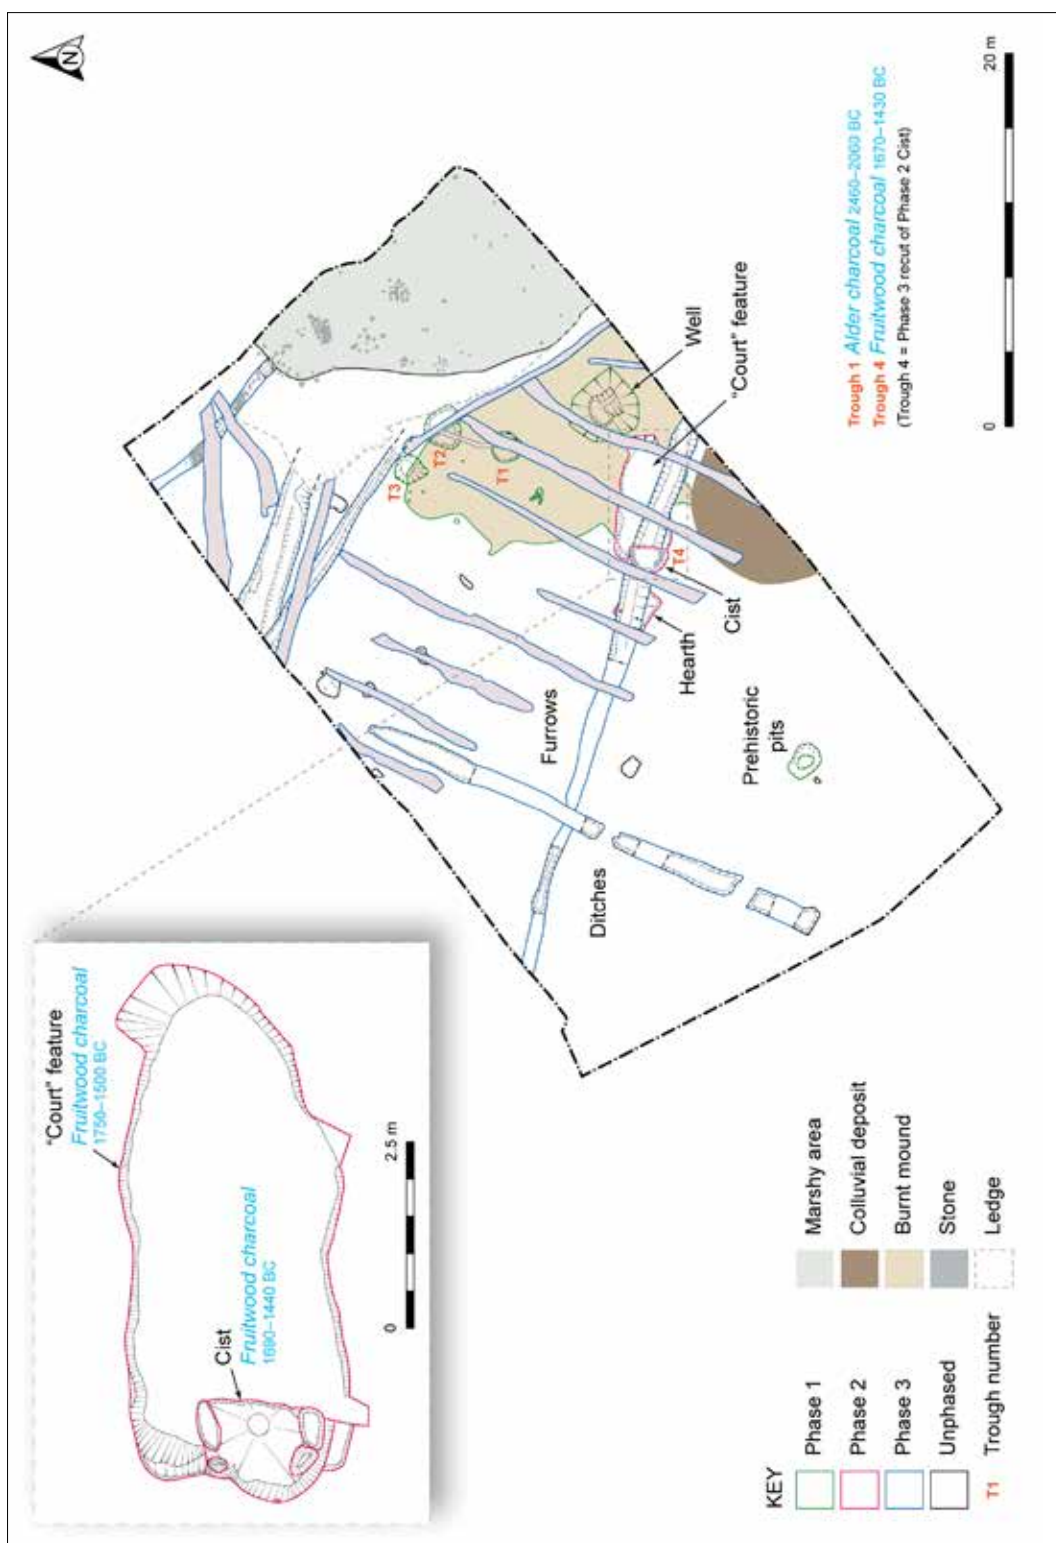 N
"Court" feature
Fruitwood charcoal
1750–1500 BC
Cist
Fruitwood charcoal
1690–1440 BC
0
2.5 m
T3
T2
T1
T4
Well
"Court" feature
Cist
Hearth
Furrows
Ditches
Prehistoric
pits
KEY
Phase 1
Phase 2
Phase 3
Unphased
T1 Trough number
Marshy area
Colluvial deposit
Burnt mound
Stone
Ledge
Trough 1 Alder charcoal 2460–2060 BC
Trough 4 Fruitwood charcoal 1670–1430 BC
(Trough 4 = Phase 3 recut of Phase 2 Cist)
0
20 m